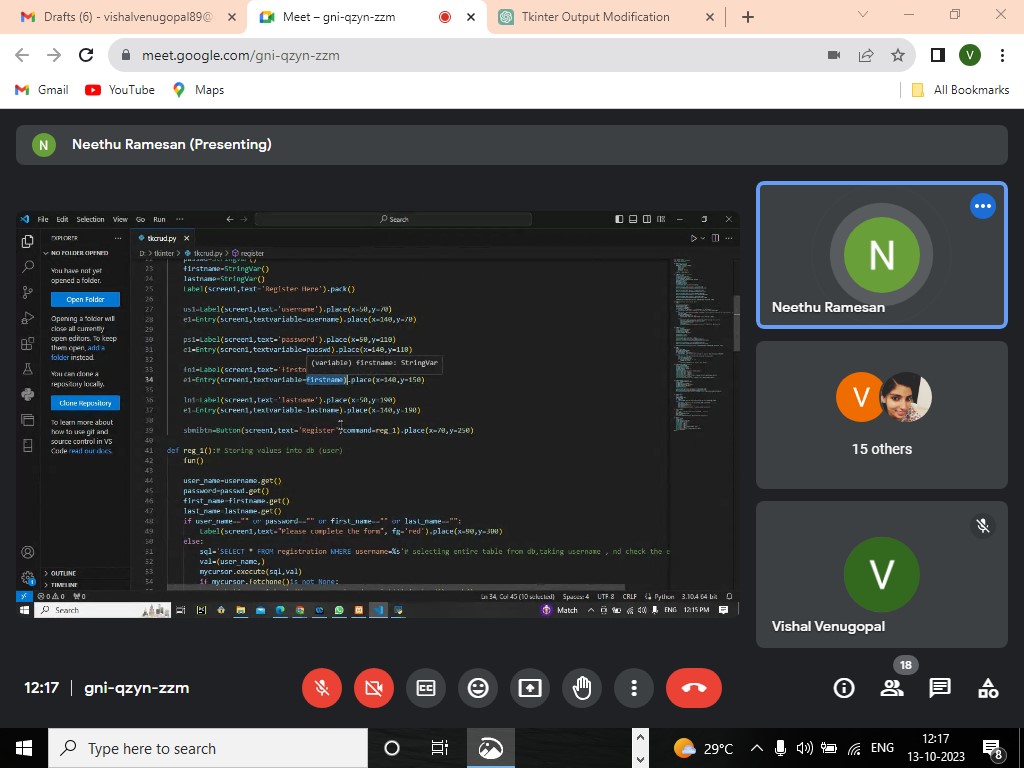 Drafts (6) - vishalvenugopal89@
Meet – gni-qzyn-zzm
Tkinter Output Modification
meet.google.com/gni-qzyn-zzm
V
Gmail
YouTube
Maps
All Bookmarks
N
Neethu Ramesan (Presenting)
File Edit Selection View Go Run ...
Search
EXPLORER
NO FOLDER OPENED
You have not yet
opened a folder.
Open Folder
Opening a folder will
close all currently
open editors. To keep
them open, add a
folder instead.
You can clone a
repository locally.
Clone Repository
To learn more about
how to use git and
source control in VS
Code read our docs.
OUTLINE
TIMELINE
tkcrud.py
D: > tkinter > tkcrud.py > register
23 firstname=StringVar()
24 lastname=StringVar()
25 Label(screen1,text='Register Here').pack()
26
27 us1=Label(screen1,text='username').place(x=50,y=70)
28 e1=Entry(screen1,textvariable=username).place(x=140,y=70)
29
30 ps1=Label(screen1,text='password').place(x=50,y=110)
31 e1=Entry(screen1,textvariable=passwd).place(x=140,y=110)
32
(variable) firstname: StringVar
33 fn1=Label(screen1,text='firstn
34 e1=Entry(screen1,textvariable=firstname).place(x=140,y=150)
35
36 ln1=Label(screen1,text='lastname').place(x=50,y=190)
37 e1=Entry(screen1,textvariable=lastname).place(x=140,y=190)
38
39 sbmibtn=Button(screen1,text='Register',command=reg_1).place(x=70,y=250)
40
41 def reg_1():# Storing values into db (user)
42 fun()
43
44 user_name=username.get()
45 password=passwd.get()
46 first_name=firstname.get()
47 last_name=lastname.get()
48 if user_name=="" or password=="" or first_name=="" or last_name=="":
49 Label(screen1,text="Please complete the form", fg='red').place(x=90,y=300)
50 else:
51 sql='SELECT * FROM registration WHERE username=%s'# selecting entire table from db,taking username , nd check the
52 val=(user_name,)
53 mycursor.execute(sql,val)
54 if mycursor.fetchone()is not None:
Ln 34, Col 45 (10 selected) Spaces: 4 UTF-8 CRLF Python 3.10.4 64-bit
Search
Match
ENG
12:15 PM
N
Neethu Ramesan
V
15 others
V
Vishal Venugopal
12:17 | gni-qzyn-zzm
CC
18
Type here to search
29°C
ENG
12:17
13-10-2023
8